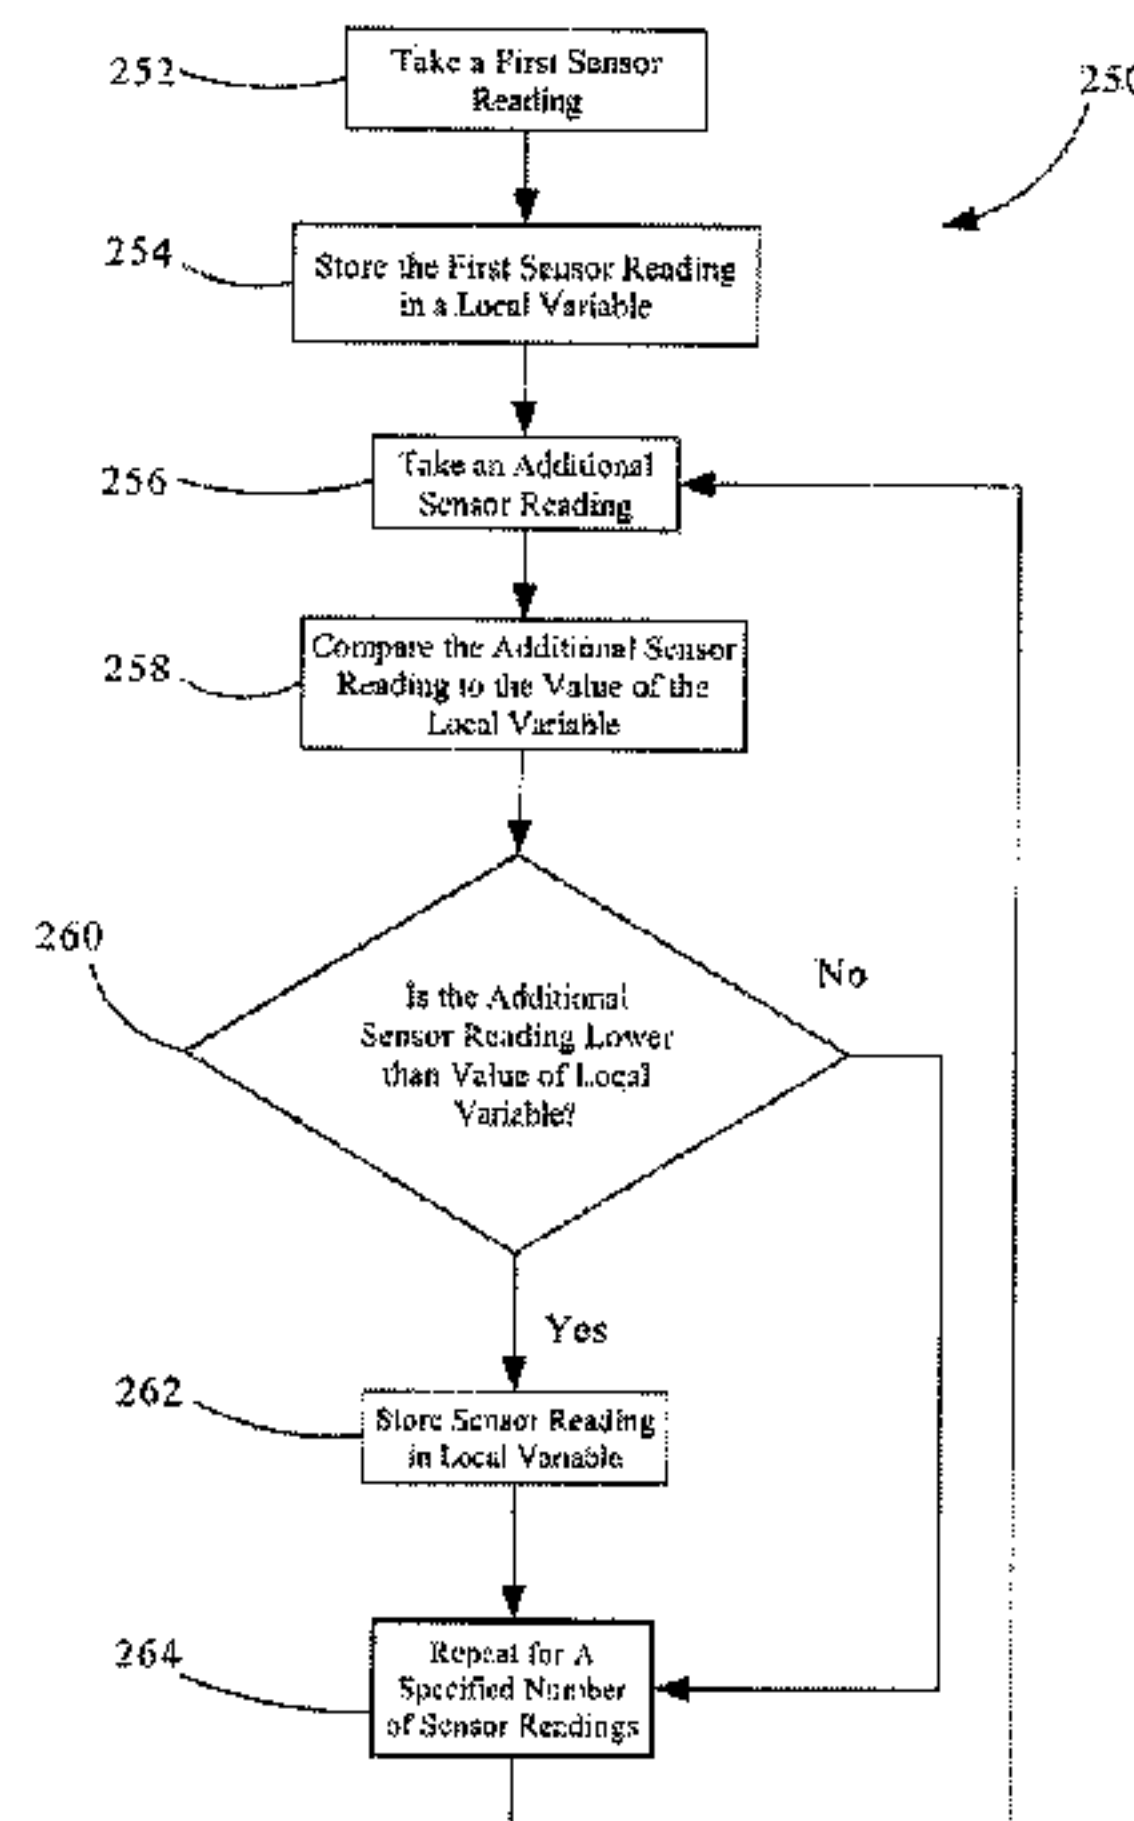 252
Take a First Sensor
Reading
250
254
Store the First Sensor Reading
in a Local Variable
256
Take an Additional
Sensor Reading
258
Compare the Additional Sensor
Reading to the Value of the
Local Variable
260
No
Is the Additional
Sensor Reading Lower
than Value of Local
Variable?
Yes
262
Store Sensor Reading
in Local Variable
264
Repeat for A
Specified Number
of Sensor Readings